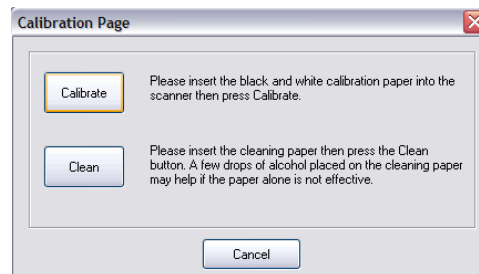 Calibration Page
Calibrate
Please insert the black and white calibration paper into the
scanner then press Calibrate.
Clean
Please insert the cleaning paper then press the Clean
button. A few drops of alcohol placed on the cleaning paper
may help if the paper alone is not effective.
Cancel